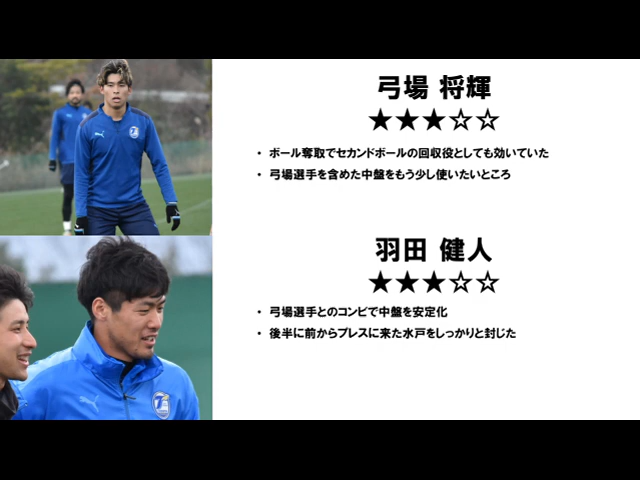 弓場 将輝
★★★☆☆
・ボール奪取でセカンドボールの回収役としても効いていた
・弓場選手を含めた中盤をもう少し使いたいところ
羽田 健人
★★★☆☆
・弓場選手とのコンビで中盤を安定化
・後半に前からプレスに来た水戸をしっかりと封じた